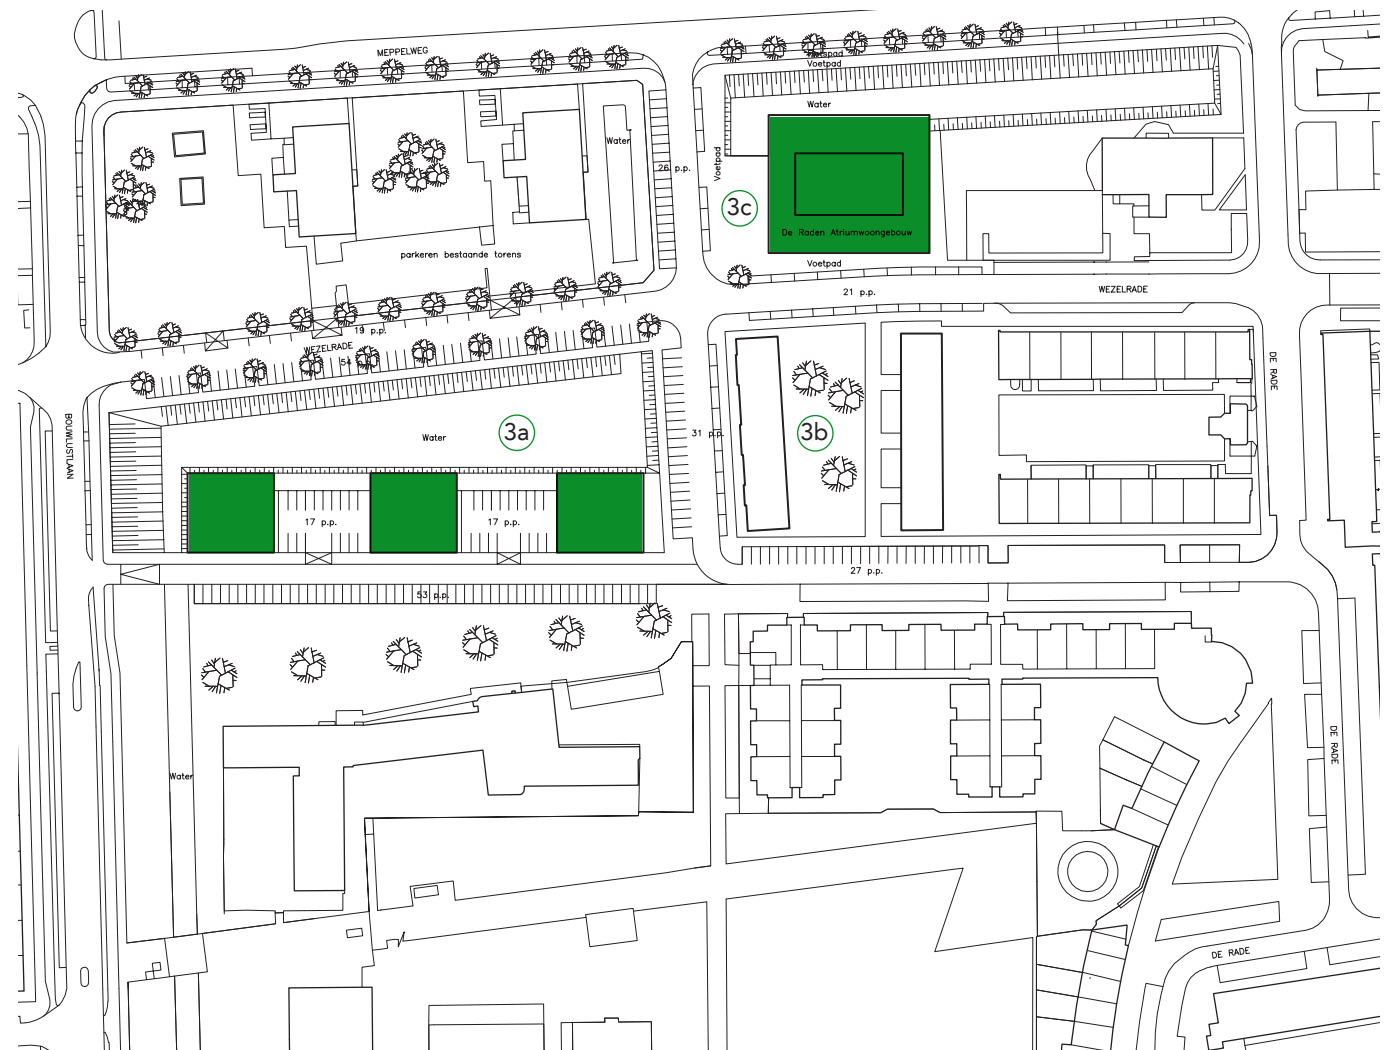 MEPPELWEG
Voetpad
Voetpad
Water
Water
Voetpad
26 p.p.
3c
De Raden Atriumwoongebouw
parkeren bestaande torens
Voetpad
21 p.p.
WEZELRADE
19 p.p.
WEZELRADE
54 p.p.
DE RADE
BOUWLUSTLAAN
Water
3a
31 p.p.
3b
17 p.p.
17 p.p.
27 p.p.
53 p.p.
DE RADE
Water
DE RADE